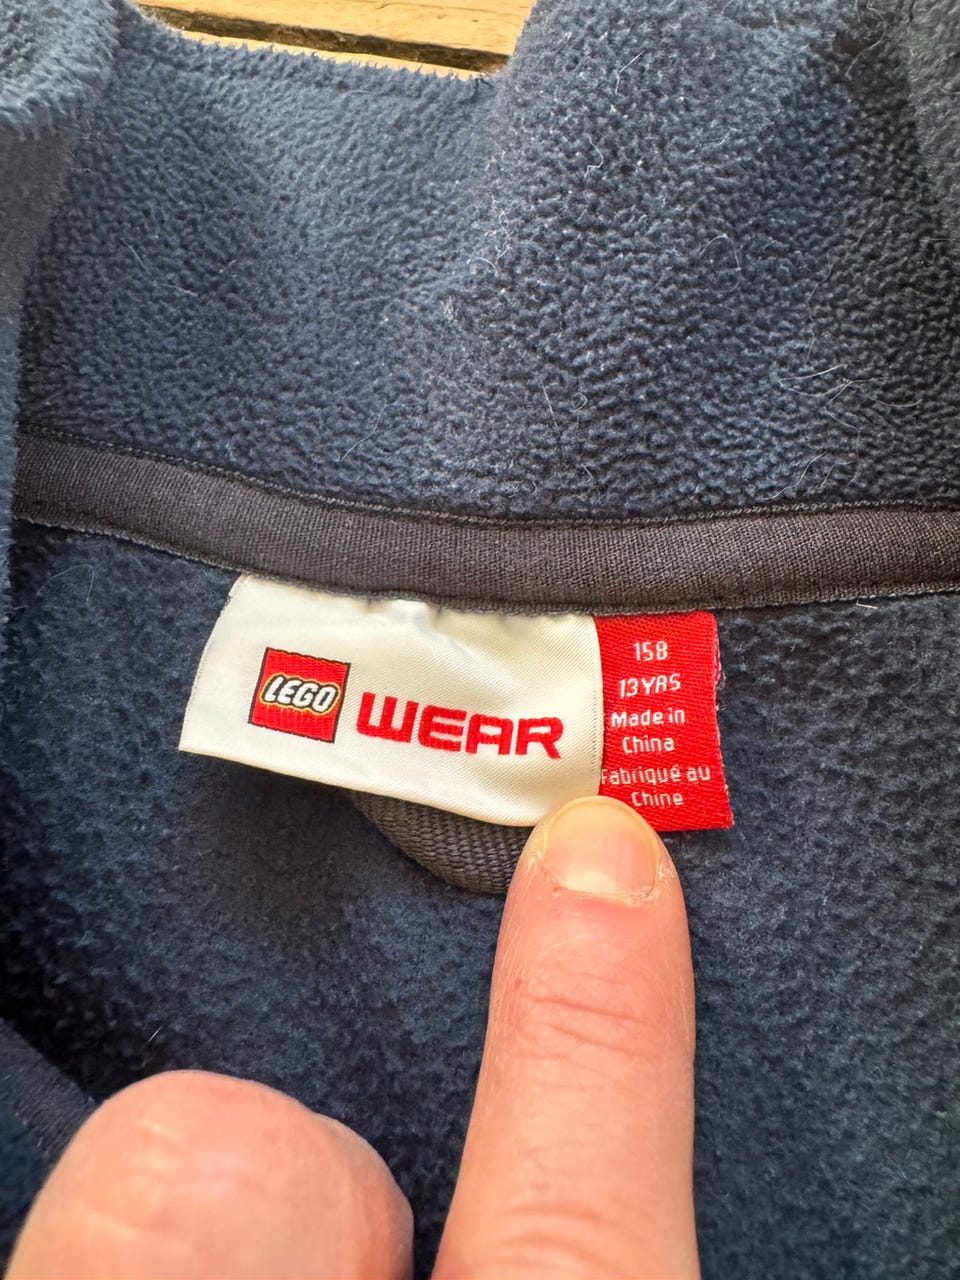 LEGO WEAR
158
13YRS
Made in
China
Fabriqué au
Chine